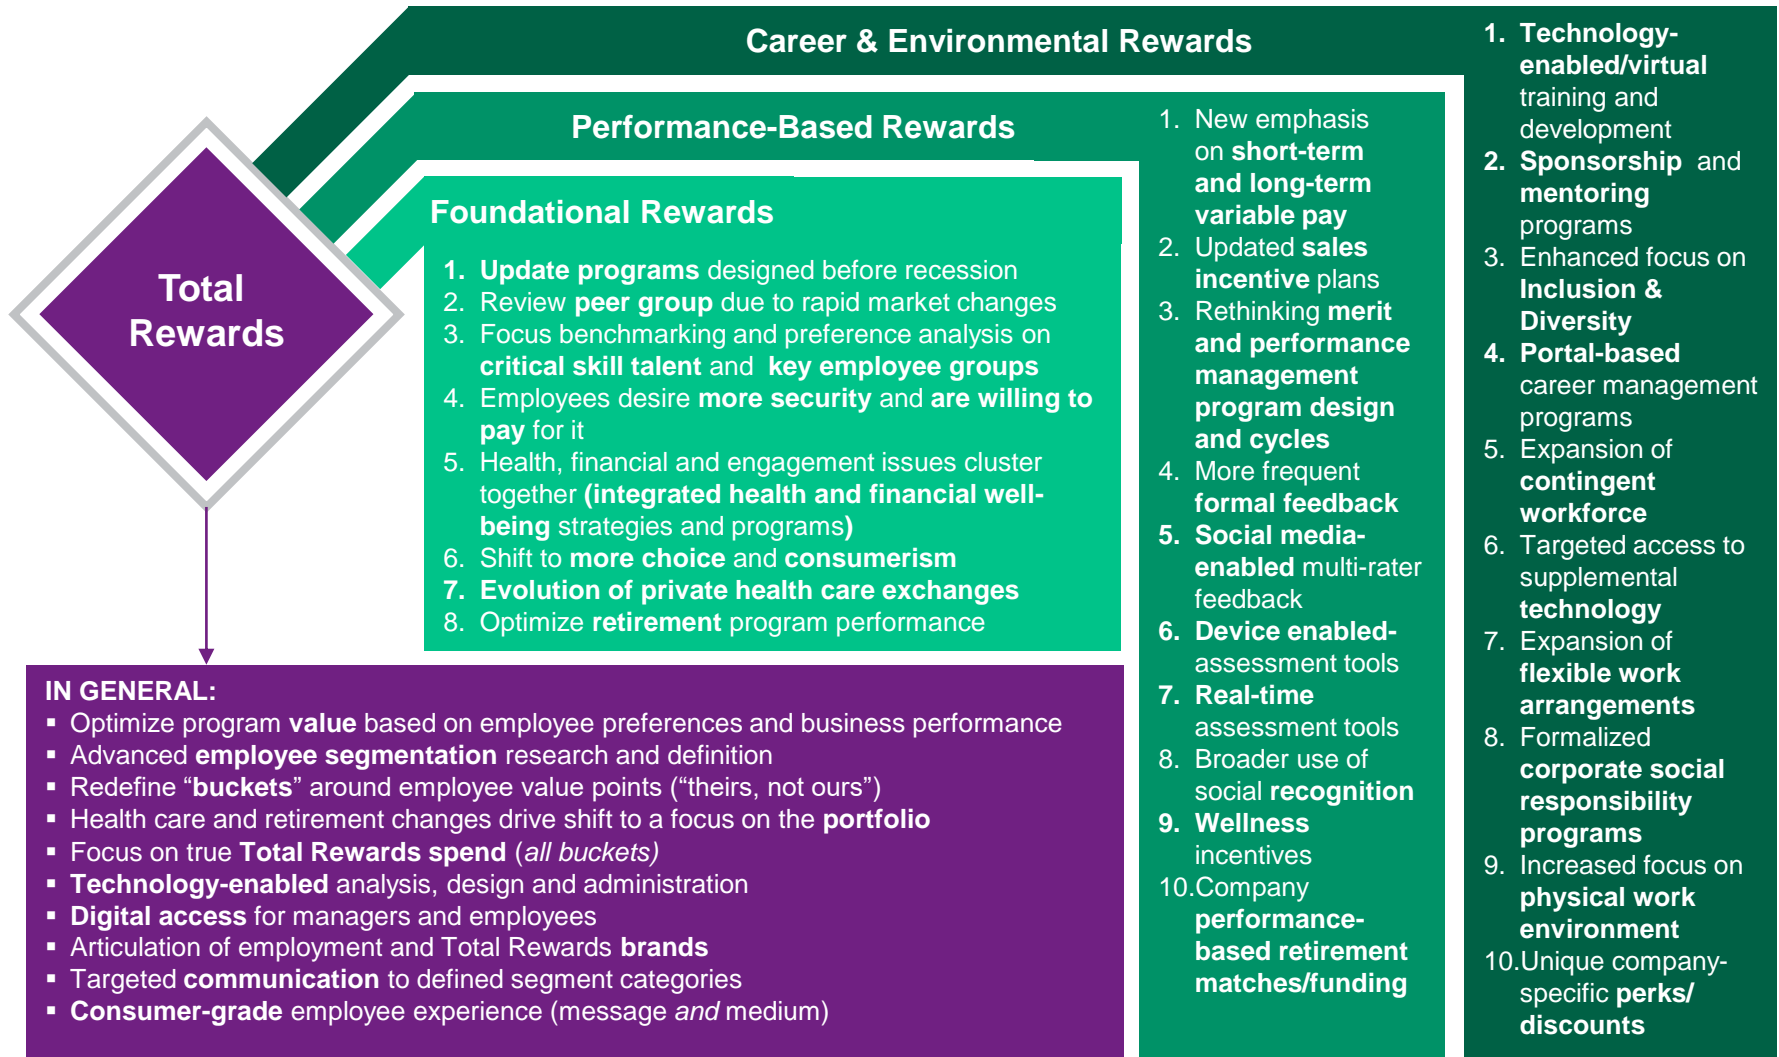 Career & Environmental Rewards
Performance-Based Rewards
Foundational Rewards
Total
Rewards
1. Update programs designed before recession
2. Review peer group due to rapid market changes
3. Focus benchmarking and preference analysis on
critical skill talent and key employee groups
4. Employees desire more security and are willing to
pay for it
5. Health, financial and engagement issues cluster
together (integrated health and financial well-
being strategies and programs)
6. Shift to more choice and consumerism
7. Evolution of private health care exchanges
8. Optimize retirement program performance
IN GENERAL:
▪ Optimize program value based on employee preferences and business performance
▪ Advanced employee segmentation research and definition
▪ Redefine “buckets” around employee value points (“theirs, not ours”)
▪ Health care and retirement changes drive shift to a focus on the portfolio
▪ Focus on true Total Rewards spend (all buckets)
▪ Technology-enabled analysis, design and administration
▪ Digital access for managers and employees
▪ Articulation of employment and Total Rewards brands
▪ Targeted communication to defined segment categories
▪ Consumer-grade employee experience (message and medium)
1. New emphasis
on short-term
and long-term
variable pay
2. Updated sales
incentive plans
3. Rethinking merit
and performance
management
program design
and cycles
4. More frequent
formal feedback
5. Social media-
enabled multi-rater
feedback
6. Device enabled-
assessment tools
7. Real-time
assessment tools
8. Broader use of
social recognition
9. Wellness
incentives
10.Company
performance-
based retirement
matches/funding
1. Technology-
enabled/virtual
training and
development
2. Sponsorship and
mentoring
programs
3. Enhanced focus on
Inclusion &
Diversity
4. Portal-based
career management
programs
5. Expansion of
contingent
workforce
6. Targeted access to
supplemental
technology
7. Expansion of
flexible work
arrangements
8. Formalized
corporate social
responsibility
programs
9. Increased focus on
physical work
environment
10.Unique company-
specific perks/
discounts